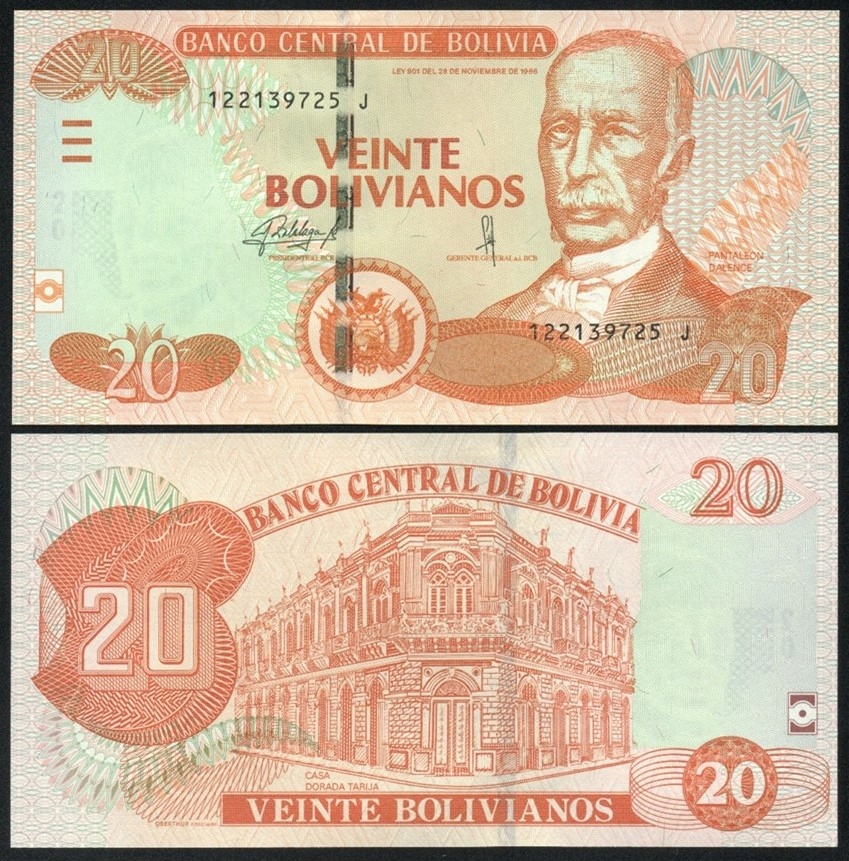 20
BANCO CENTRAL DE BOLIVIA
LEY 901 DEL 28 DE NOVIEMBRE DE 1986
122139725 J
VEINTE
BOLIVIANOS
PRESIDENTE a.i. BCB
GERENTE GENERAL a.i. BCB
PANTALEON
DALENCE
122139725 J
20
20
BANCO CENTRAL DE BOLIVIA
20
20
CASA
DORADA TARIJA
20
VEINTE BOLIVIANOS